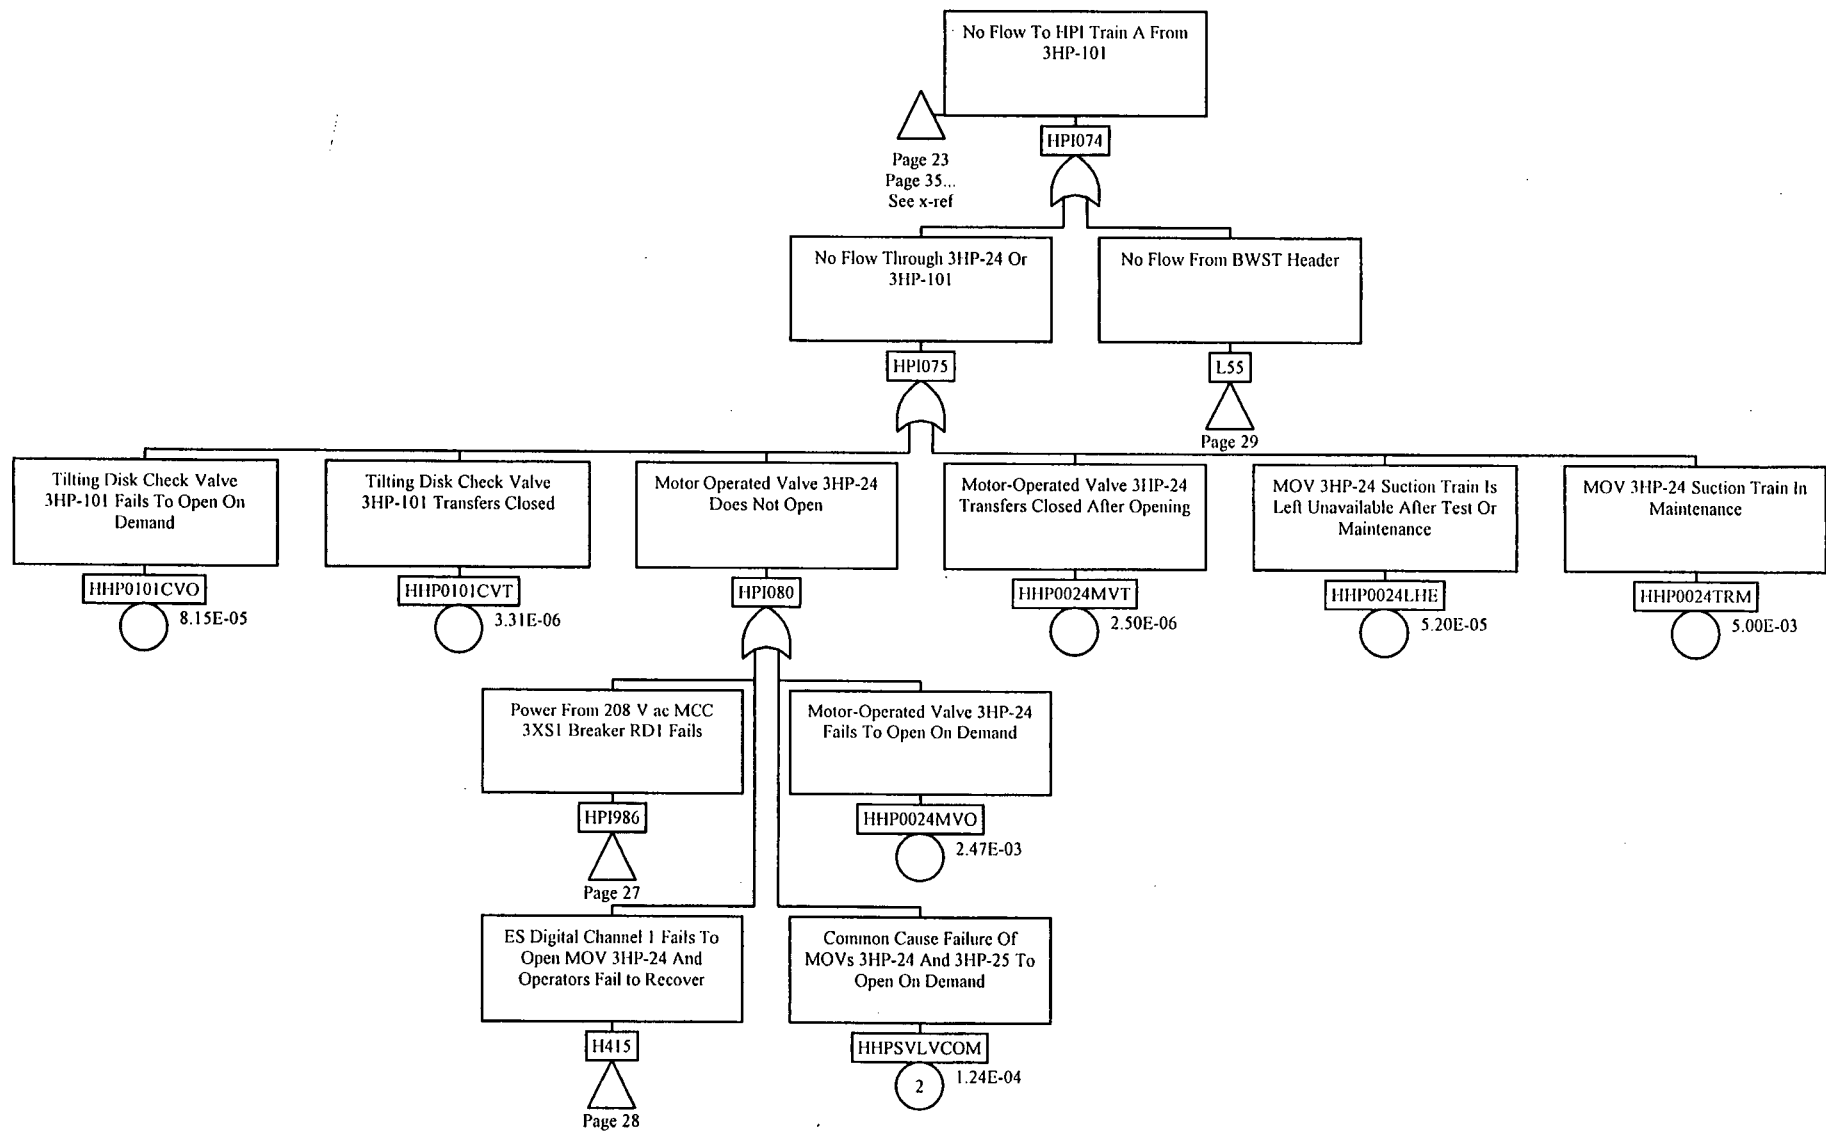 No Flow To HPI Train A From
3HP-101
Page 23
Page 35...
See x-ref
HPI074
No Flow Through 3HP-24 Or
3HP-101
HPI075
No Flow From BWST Header
L55
Page 29
Tilting Disk Check Valve
3HP-101 Fails To Open On
Demand
HHP0101CVO
8.15E-05
Tilting Disk Check Valve
3HP-101 Transfers Closed
HHP0101CVT
3.31E-06
Motor Operated Valve 3HP-24
Does Not Open
HPI080
Motor-Operated Valve 3HP-24
Transfers Closed After Opening
HHP0024MVT
2.50E-06
MOV 3HP-24 Suction Train Is
Left Unavailable After Test Or
Maintenance
HHP0024LHE
5.20E-05
MOV 3HP-24 Suction Train In
Maintenance
HHP0024TRM
5.00E-03
Power From 208 V ac MCC
3XS1 Breaker RD1 Fails
HPI986
Page 27
Motor-Operated Valve 3HP-24
Fails To Open On Demand
HHP0024MVO
2.47E-03
ES Digital Channel 1 Fails To
Open MOV 3HP-24 And
Operators Fail to Recover
H415
Page 28
Common Cause Failure Of
MOVs 3HP-24 And 3HP-25 To
Open On Demand
HHPSVLVCOM
2
1.24E-04